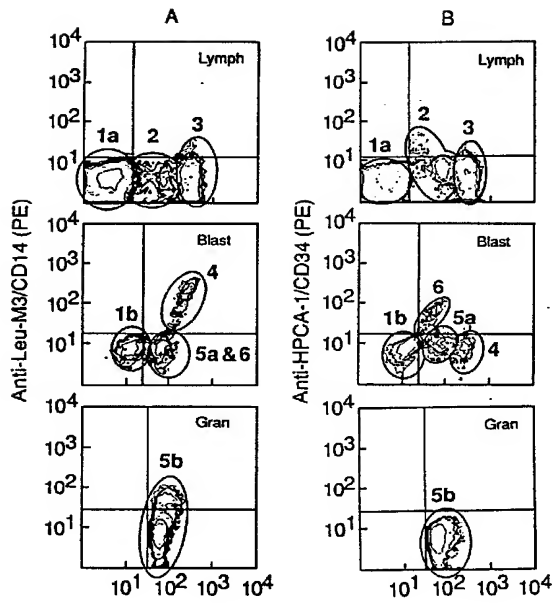 A
B
Anti-Leu-M3/CD14 (PE)
Anti-HPCA-1/CD34 (PE)
10⁴
10³
10²
10¹
Lymph
1a
2
3
10⁴
10³
10²
10¹
Lymph
1a
2
3
10⁴
10³
10²
10¹
Blast
4
1b
5a & 6
10⁴
10³
10²
10¹
Blast
6
1b
5a
4
10⁴
10³
10²
10¹
Gran
5b
10¹ 10² 10³ 10⁴
10⁴
10³
10²
10¹
Gran
5b
10¹ 10² 10³ 10⁴